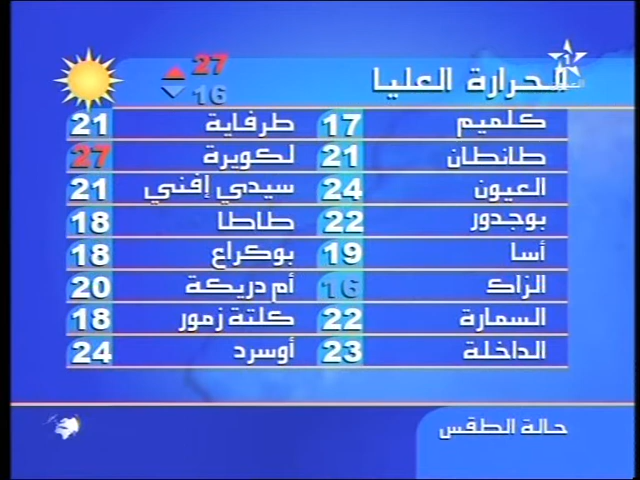 الحرارة العليا
27
16
كلميم 17 طرفاية 21
طانطان 21 لكويرة 27
العيون 24 سيدي إفني 21
بوجدور 22 طاطا 18
أسا 19 بوكراع 18
الزاك 16 أم دريكة 20
السمارة 22 كلتة زمور 18
الداخلة 23 أوسرد 24
حالة الطقس